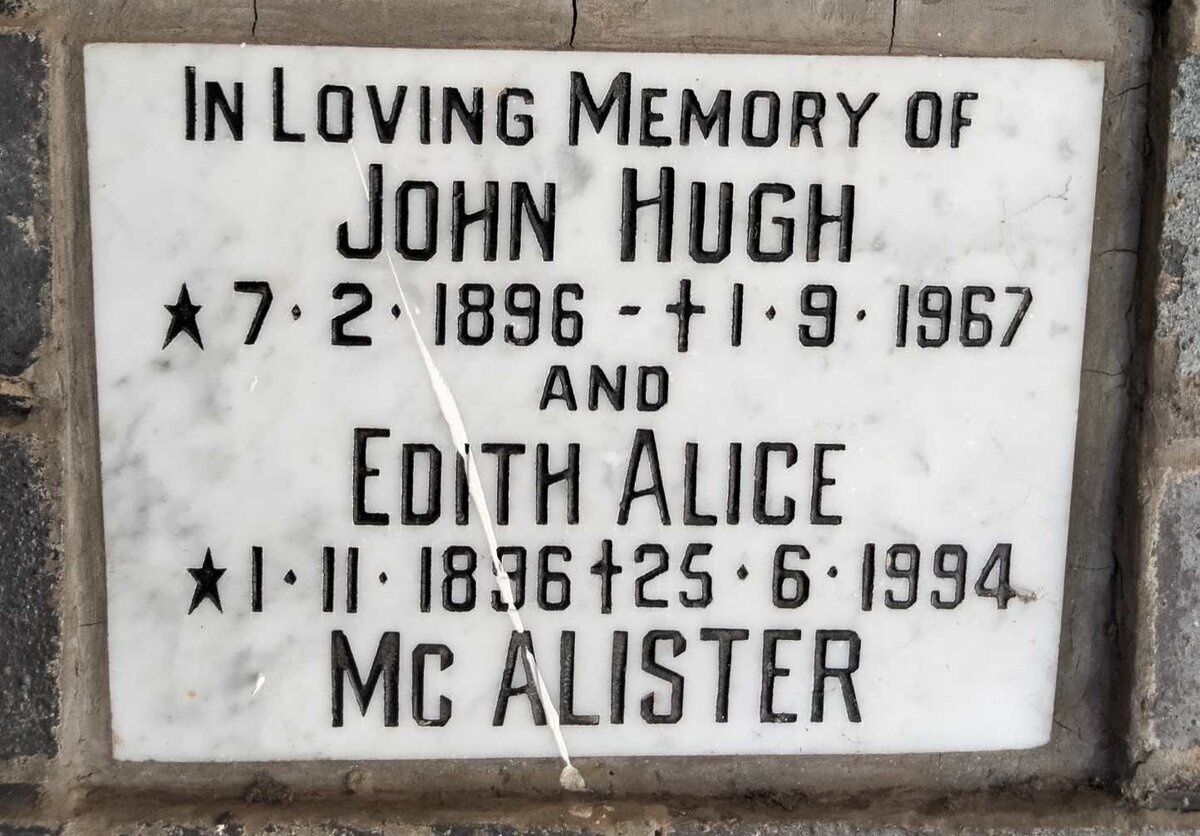 IN LOVING MEMORY OF
JOHN HUGH
★ 7·2·1896 - † 1·9·1967
AND
EDITH ALICE
★ 1·11·1896 † 25·6·1994
MC ALISTER